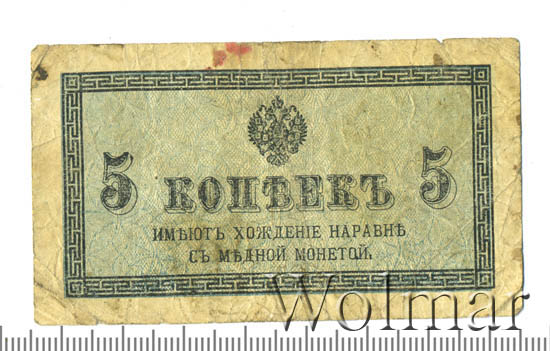 5 КОПѢЕКЪ 5
ИМѢЮТЪ ХОЖДЕНІЕ НАРАВНѢ
СЪ МѢДНОЙ МОНЕТОЙ.
Wolmar